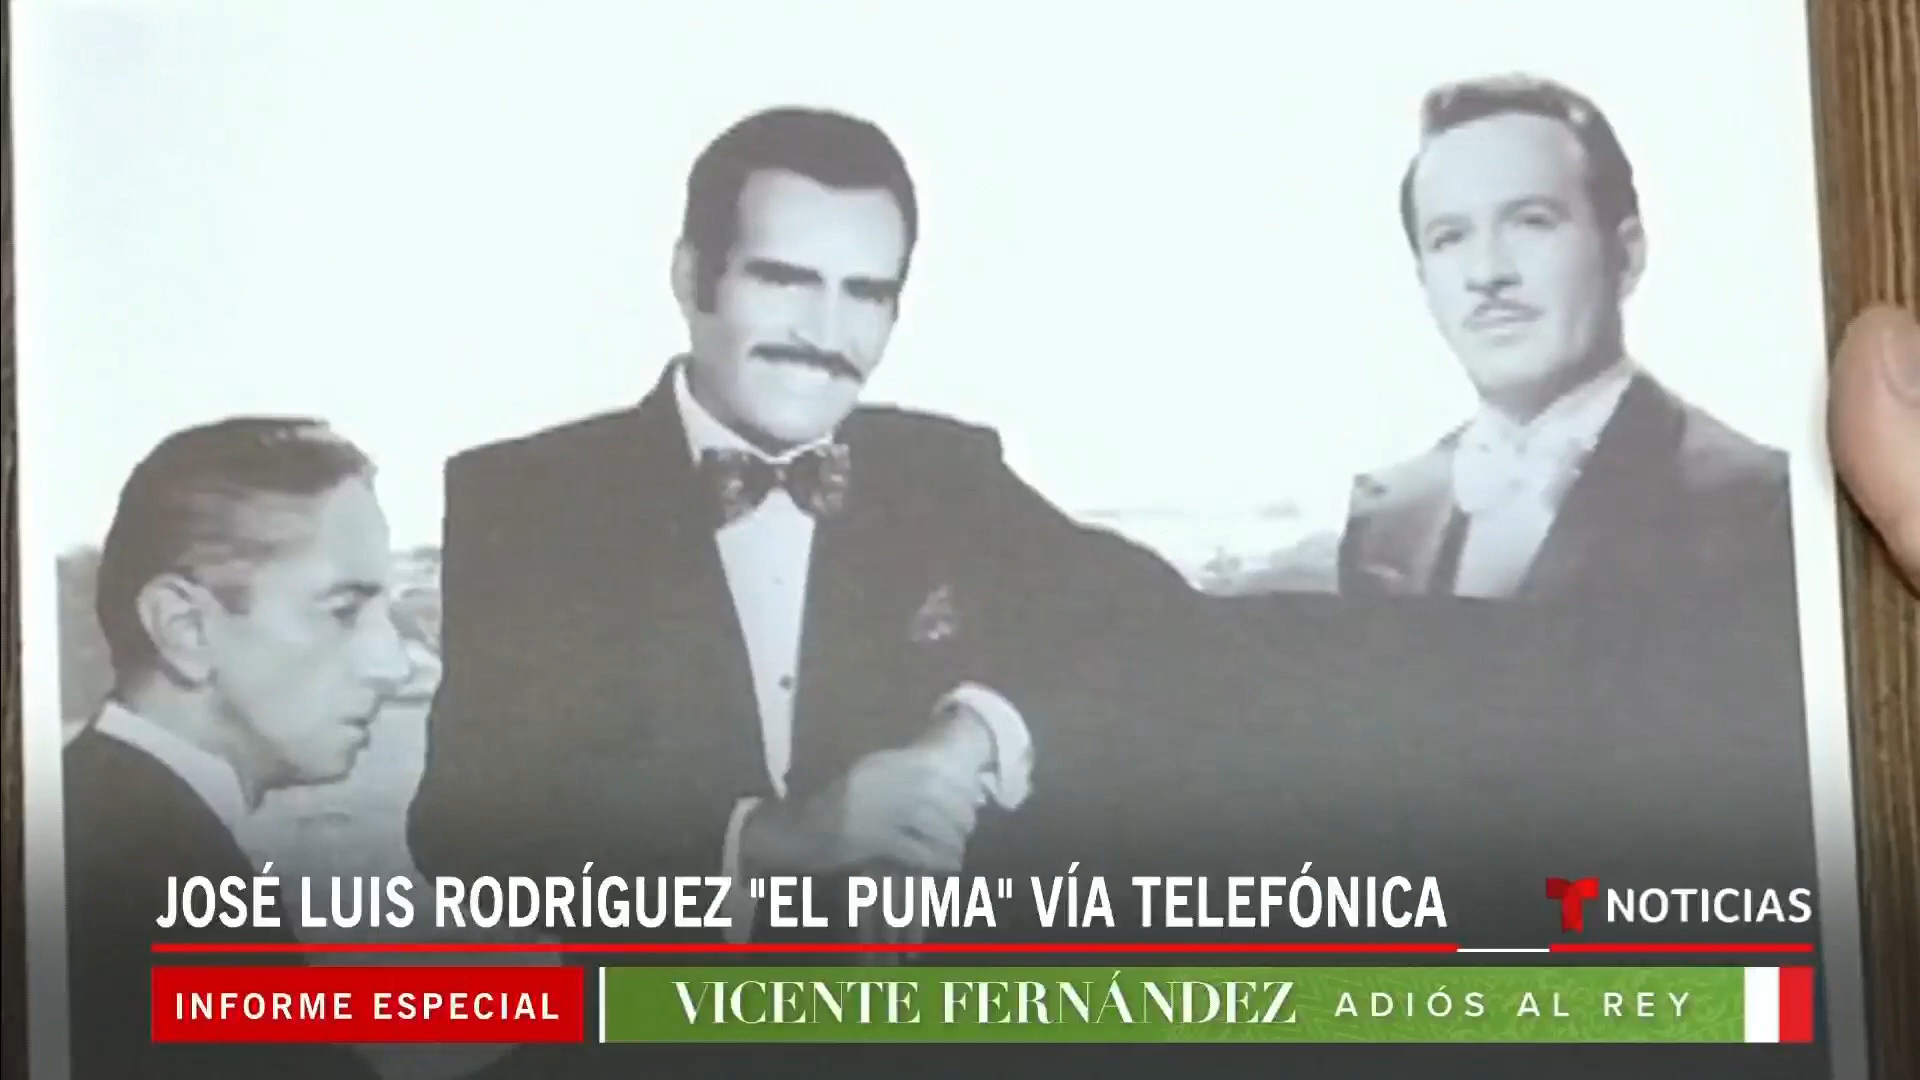 JOSÉ LUIS RODRÍGUEZ "EL PUMA" VÍA TELEFÓNICA
NOTICIAS
INFORME ESPECIAL
VICENTE FERNÁNDEZ ADIÓS AL REY